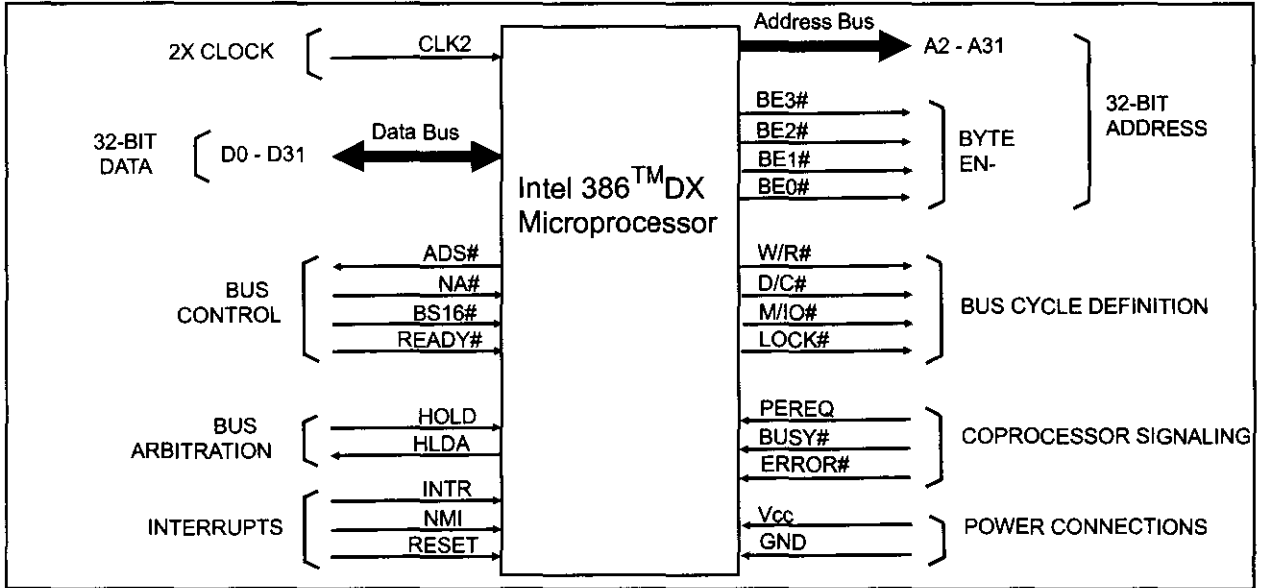 2X CLOCK
CLK2
32-BIT
DATA
D0 - D31
Data Bus
BUS
CONTROL
ADS#
NA#
BS16#
READY#
BUS
ARBITRATION
HOLD
HLDA
INTERRUPTS
INTR
NMI
RESET
Intel 386TMDX
Microprocessor
Address Bus
A2 - A31
BE3#
BE2#
BE1#
BE0#
BYTE
EN-
32-BIT
ADDRESS
W/R#
D/C#
M/IO#
LOCK#
BUS CYCLE DEFINITION
PEREQ
BUSY#
ERROR#
COPROCESSOR SIGNALING
Vcc
GND
POWER CONNECTIONS